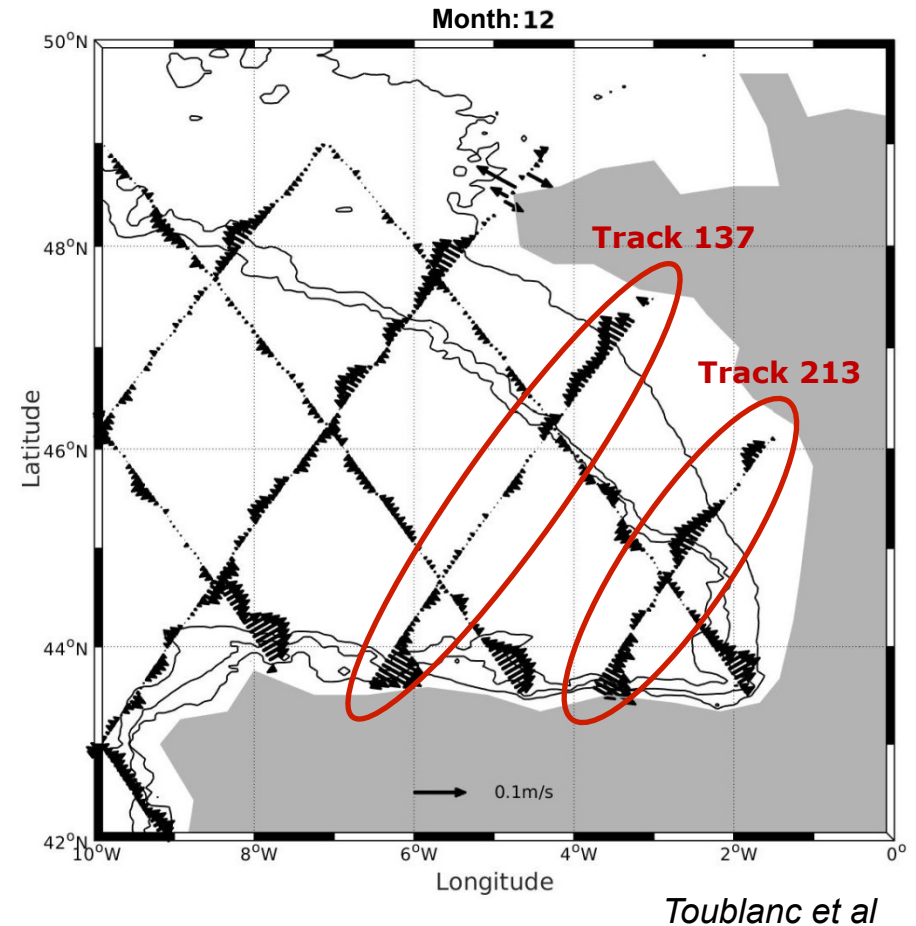 Month:12
50°N
Track 137
48°N
Track 213
Latitude
46°N
44°N
0.1m/s
42°N
10°W 8°W 6°W 4°W 2°W 0°
Longitude
Toublanc et al